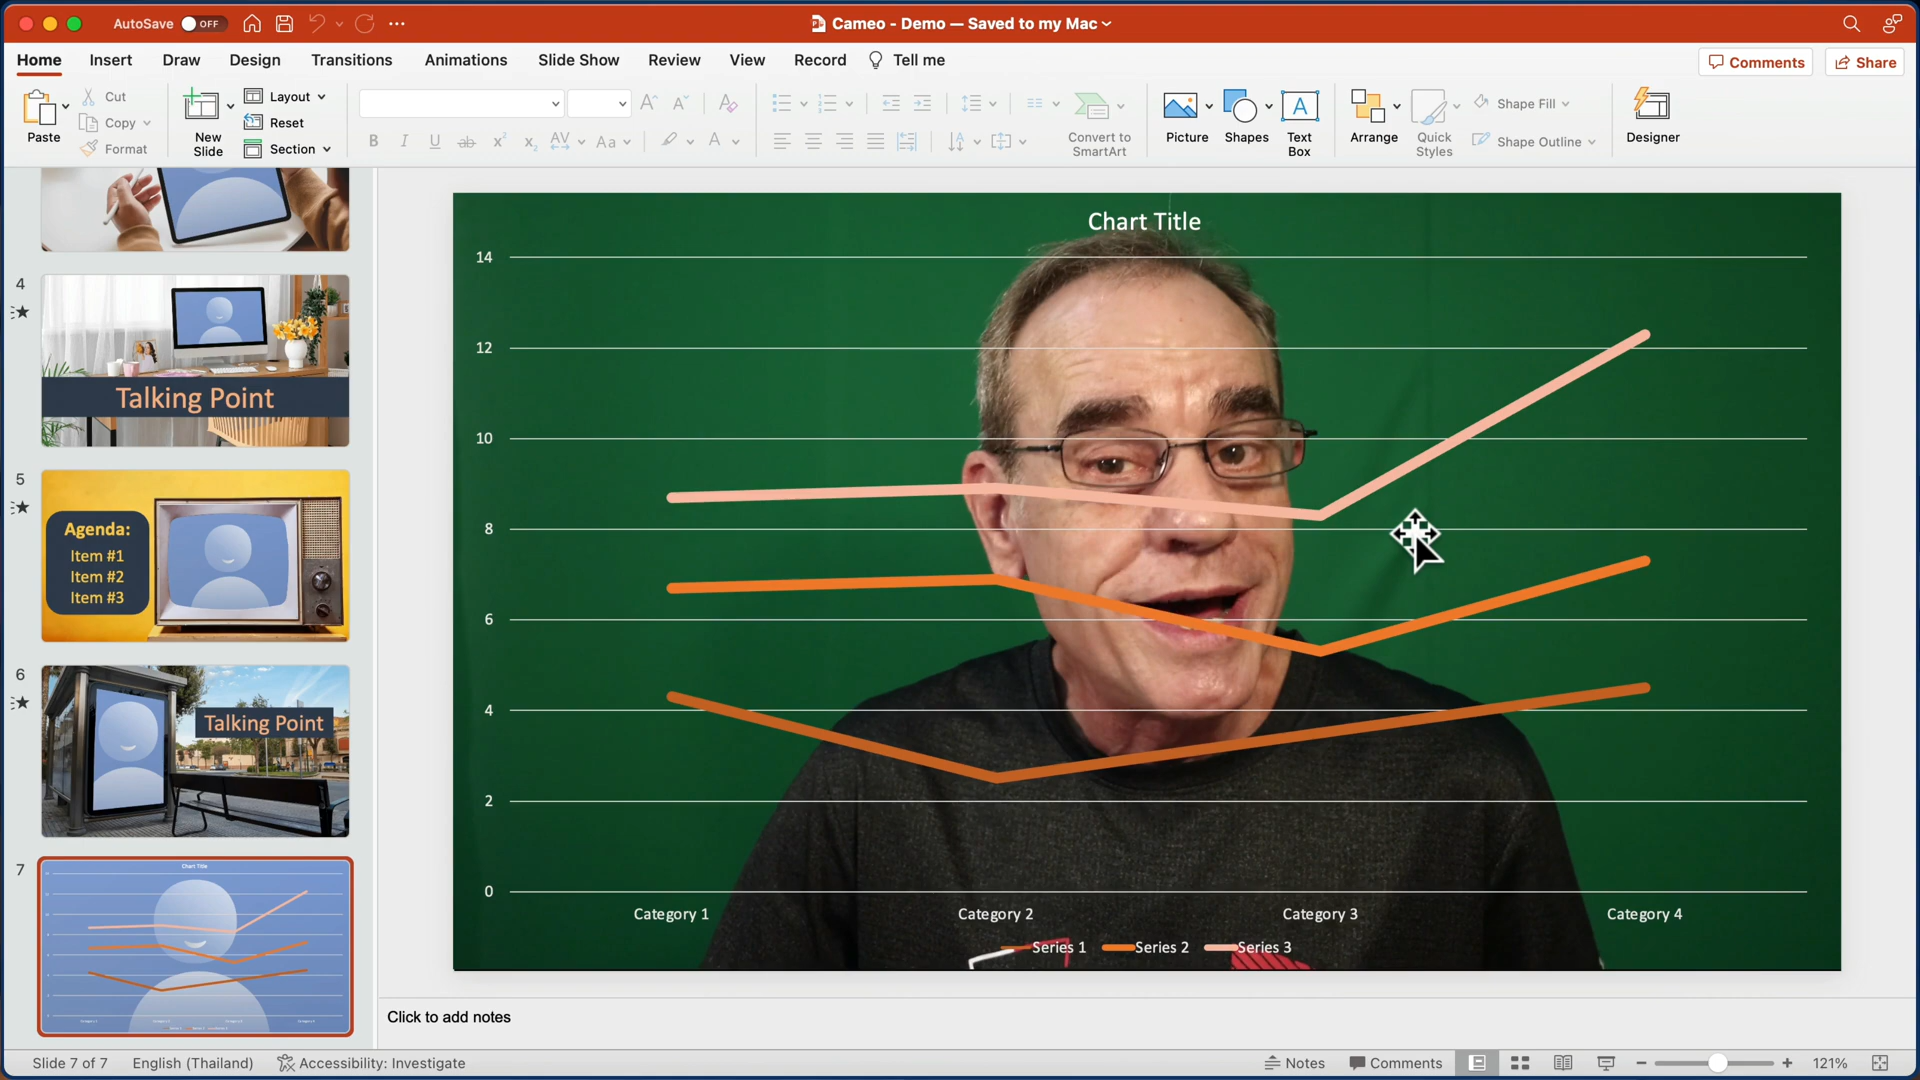 AutoSave OFF
Cameo - Demo — Saved to my Mac
Home Insert Draw Design Transitions Animations Slide Show Review View Record Tell me
Comments Share
Paste
Cut
Copy
Format
New Slide
Layout
Reset
Section
Convert to SmartArt
Picture
Shapes
Text Box
Arrange
Quick Styles
Shape Fill
Shape Outline
Designer
4
Talking Point
5
Agenda:
Item #1
Item #2
Item #3
6
Talking Point
7
Chart Title
Chart Title
14
12
10
8
6
4
2
0
Category 1 Category 2 Category 3 Category 4
Series 1 Series 2 Series 3
Click to add notes
Slide 7 of 7 English (Thailand) Accessibility: Investigate
Notes Comments 121%